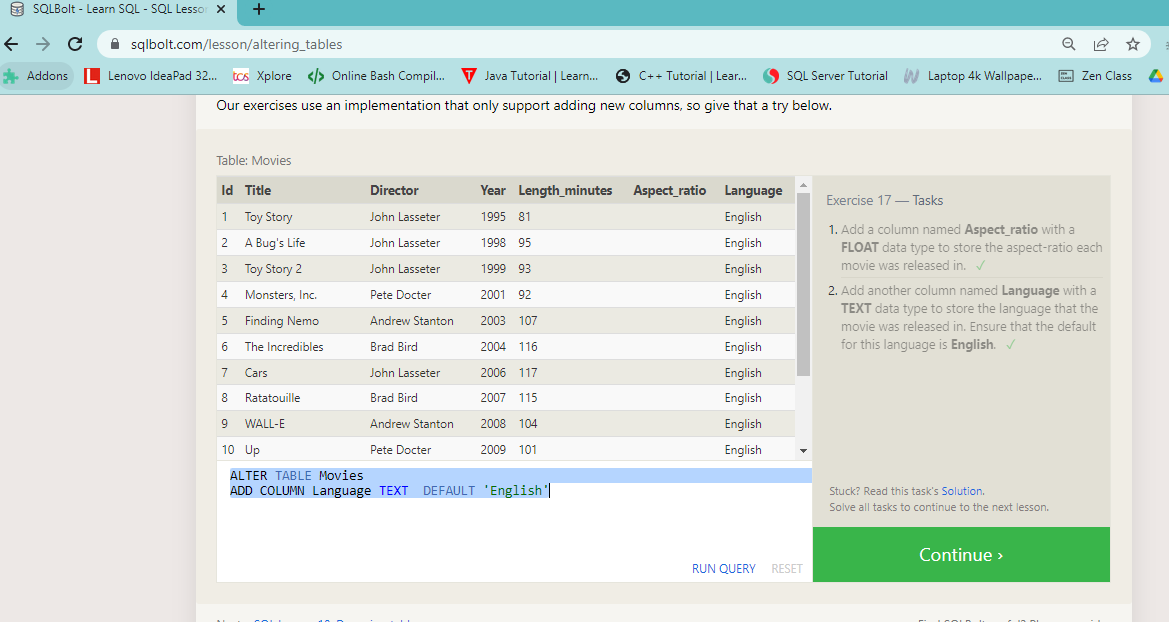 SQLBolt - Learn SQL - SQL Lesso
sqlbolt.com/lesson/altering_tables
Addons
Lenovo IdeaPad 32...
tcs Xplore
Online Bash Compil...
Java Tutorial | Learn...
C++ Tutorial | Lear...
SQL Server Tutorial
Laptop 4k Wallpape...
Zen Class
Our exercises use an implementation that only support adding new columns, so give that a try below.
Table: Movies
Id Title Director Year Length_minutes Aspect_ratio Language
1 Toy Story John Lasseter 1995 81 English
2 A Bug's Life John Lasseter 1998 95 English
3 Toy Story 2 John Lasseter 1999 93 English
4 Monsters, Inc. Pete Docter 2001 92 English
5 Finding Nemo Andrew Stanton 2003 107 English
6 The Incredibles Brad Bird 2004 116 English
7 Cars John Lasseter 2006 117 English
8 Ratatouille Brad Bird 2007 115 English
9 WALL-E Andrew Stanton 2008 104 English
10 Up Pete Docter 2009 101 English
ALTER TABLE Movies
ADD COLUMN Language TEXT  DEFAULT 'English'
RUN QUERY RESET
Exercise 17 — Tasks
1. Add a column named Aspect_ratio with a
FLOAT data type to store the aspect-ratio each
movie was released in. ✓
2. Add another column named Language with a
TEXT data type to store the language that the
movie was released in. Ensure that the default
for this language is English. ✓
Stuck? Read this task's Solution.
Solve all tasks to continue to the next lesson.
Continue ›